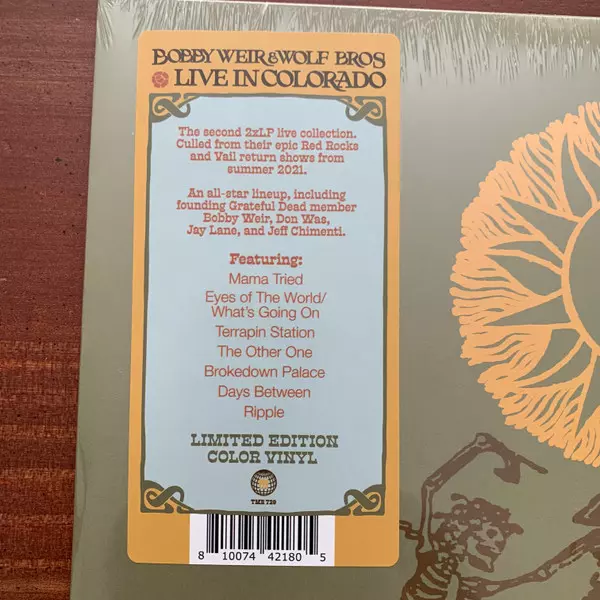 BOBBY WEIR & WOLF BROS
LIVE IN COLORADO
The second 2xLP live collection.
Culled from their epic Red Rocks
and Vail return shows from
summer 2021.
An all-star lineup, including
founding Grateful Dead member
Bobby Weir, Don Was,
Jay Lane, and Jeff Chimenti.
Featuring:
Mama Tried
Eyes of The World/
What's Going On
Terrapin Station
The Other One
Brokedown Palace
Days Between
Ripple
LIMITED EDITION
COLOR VINYL
TMR 729
8 10074 42180 5